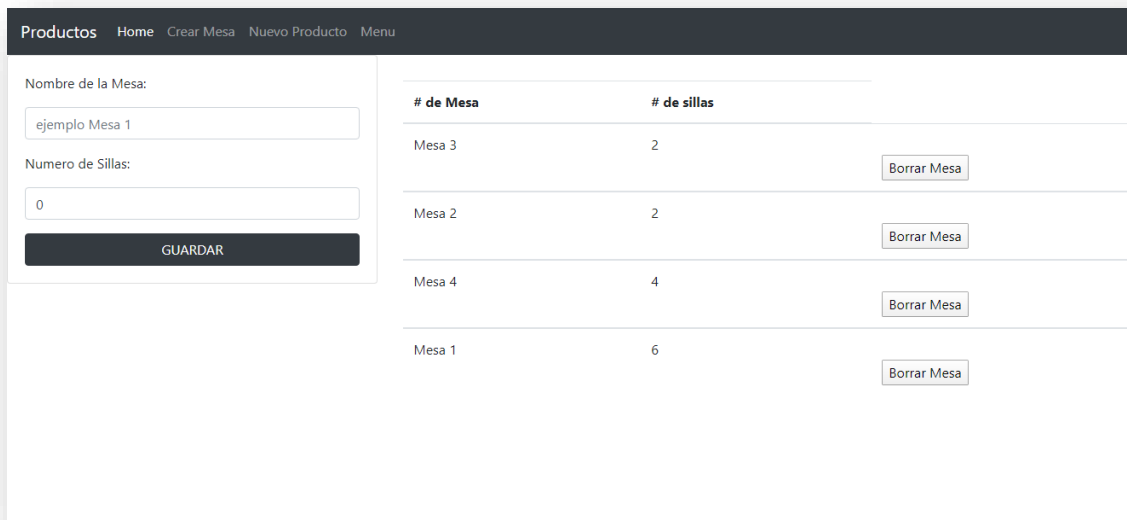 Productos Home Crear Mesa Nuevo Producto Menu
Nombre de la Mesa:
ejemplo Mesa 1
Numero de Sillas:
0
GUARDAR
# de Mesa # de sillas
Mesa 3 2
Borrar Mesa
Mesa 2 2
Borrar Mesa
Mesa 4 4
Borrar Mesa
Mesa 1 6
Borrar Mesa